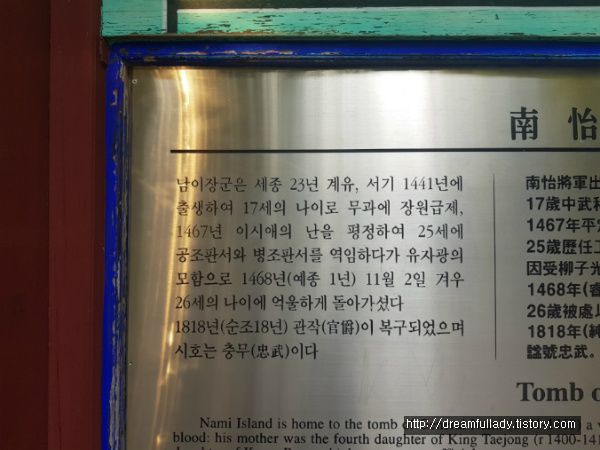 南怡
남이장군은 세종 23년 계유, 서기 1441년에
출생하여 17세의 나이로 무과에 장원급제,
1467년 이시애의 난을 평정하여 25세에
공조판서와 병조판서를 역임하다가 유자광의
모함으로 1468년(예종 1년) 11월 2일 겨우
26세의 나이에 억울하게 돌아가셨다
1818년(순조18년) 관작(官爵)이 복구되었으며
시호는 충무(忠武)이다
南怡將軍出
17歲中武科
1467年平定
25歲歷任工
因受柳子光
1468年(睿
26歲被處以
1818年(純
諡號忠武。
Tomb o
Nami Island is home to the tomb o
blood: his mother was the fourth daughter of King Taejong (r 1400-141
http://dreamfullady.tistory.com